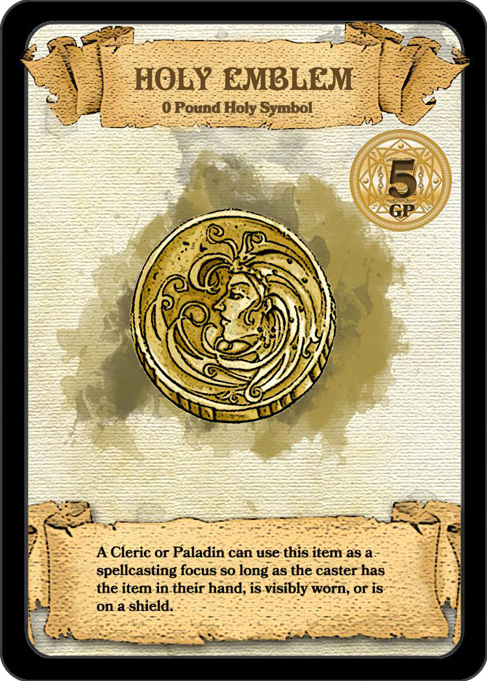 HOLY EMBLEM
0 Pound Holy Symbol
5
GP
A Cleric or Paladin can use this item as a
spellcasting focus so long as the caster has
the item in their hand, is visibly worn, or is
on a shield.